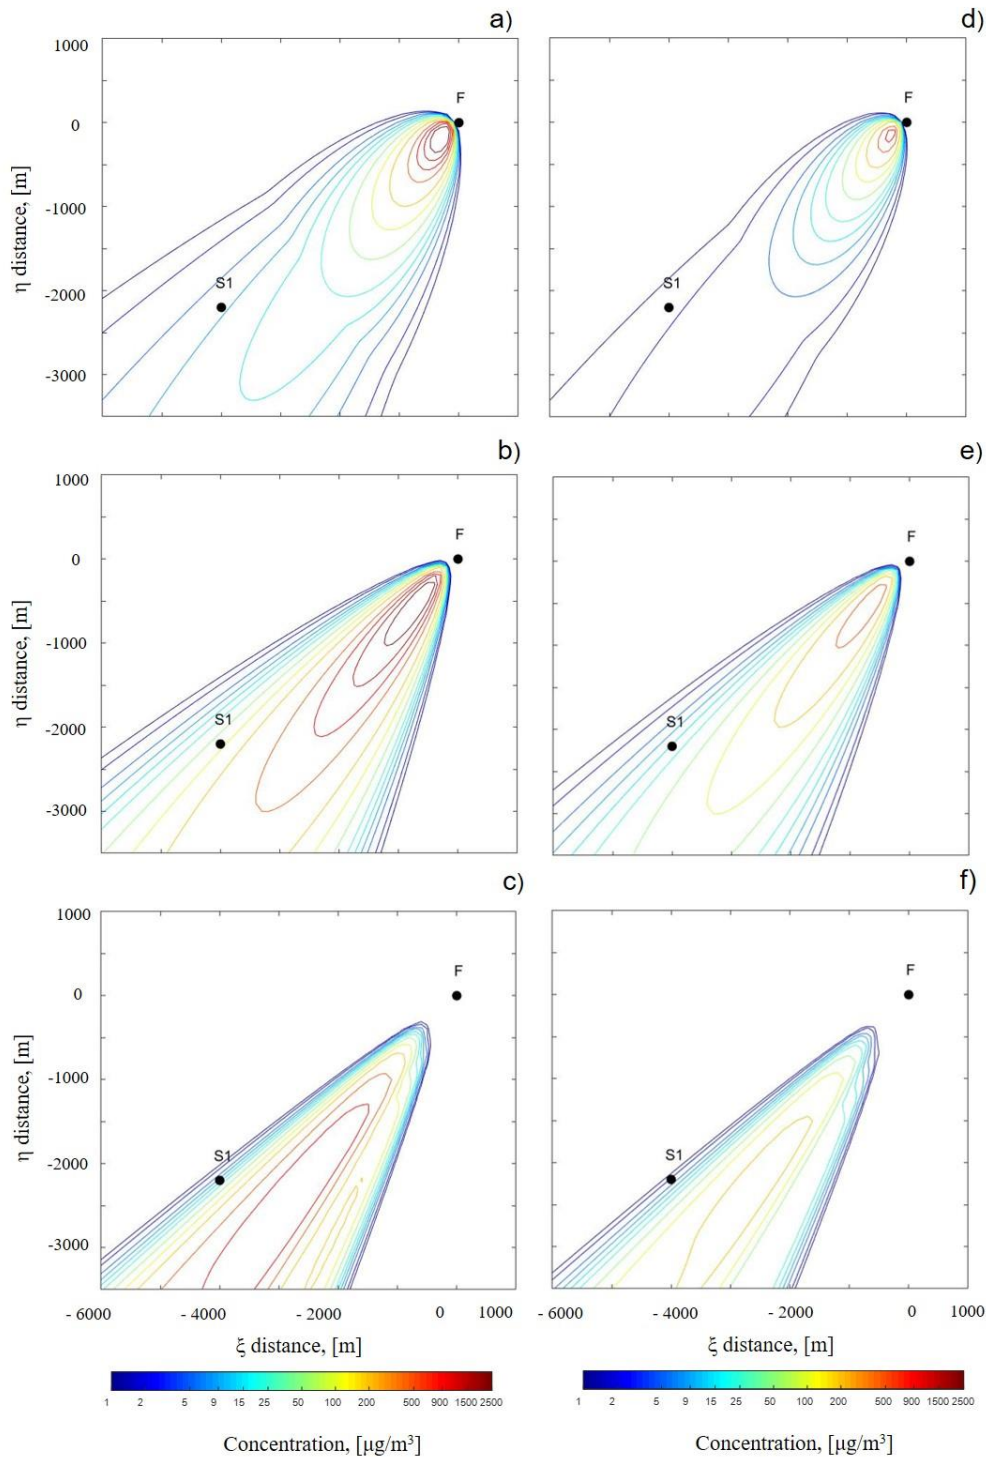 a)
d)
1000
0
-1000
-2000
-3000
η distance, [m]
F
S1
F
S1
b)
e)
1000
0
-1000
-2000
-3000
η distance, [m]
F
S1
F
S1
c)
f)
1000
0
-1000
-2000
-3000
η distance, [m]
F
S1
F
S1
- 6000 - 4000 - 2000 0 1000
- 6000 - 4000 - 2000 0 1000
ξ distance, [m]
ξ distance, [m]
1 2 5 9 15 25 50 100 200 500 900 1500 2500
1 2 5 9 15 25 50 100 200 500 900 1500 2500
Concentration, [μg/m³]
Concentration, [μg/m³]